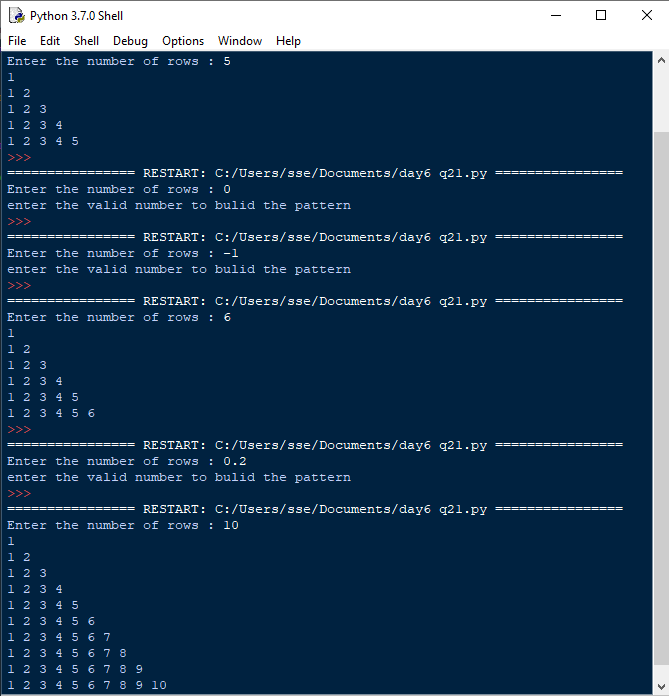 Python 3.7.0 Shell
File Edit Shell Debug Options Window Help
Enter the number of rows : 5
1
1 2
1 2 3
1 2 3 4
1 2 3 4 5
>>>
================ RESTART: C:/Users/sse/Documents/day6 q21.py ================
Enter the number of rows : 0
enter the valid number to bulid the pattern
>>>
================ RESTART: C:/Users/sse/Documents/day6 q21.py ================
Enter the number of rows : -1
enter the valid number to bulid the pattern
>>>
================ RESTART: C:/Users/sse/Documents/day6 q21.py ================
Enter the number of rows : 6
1
1 2
1 2 3
1 2 3 4
1 2 3 4 5
1 2 3 4 5 6
>>>
================ RESTART: C:/Users/sse/Documents/day6 q21.py ================
Enter the number of rows : 0.2
enter the valid number to bulid the pattern
>>>
================ RESTART: C:/Users/sse/Documents/day6 q21.py ================
Enter the number of rows : 10
1
1 2
1 2 3
1 2 3 4
1 2 3 4 5
1 2 3 4 5 6
1 2 3 4 5 6 7
1 2 3 4 5 6 7 8
1 2 3 4 5 6 7 8 9
1 2 3 4 5 6 7 8 9 10